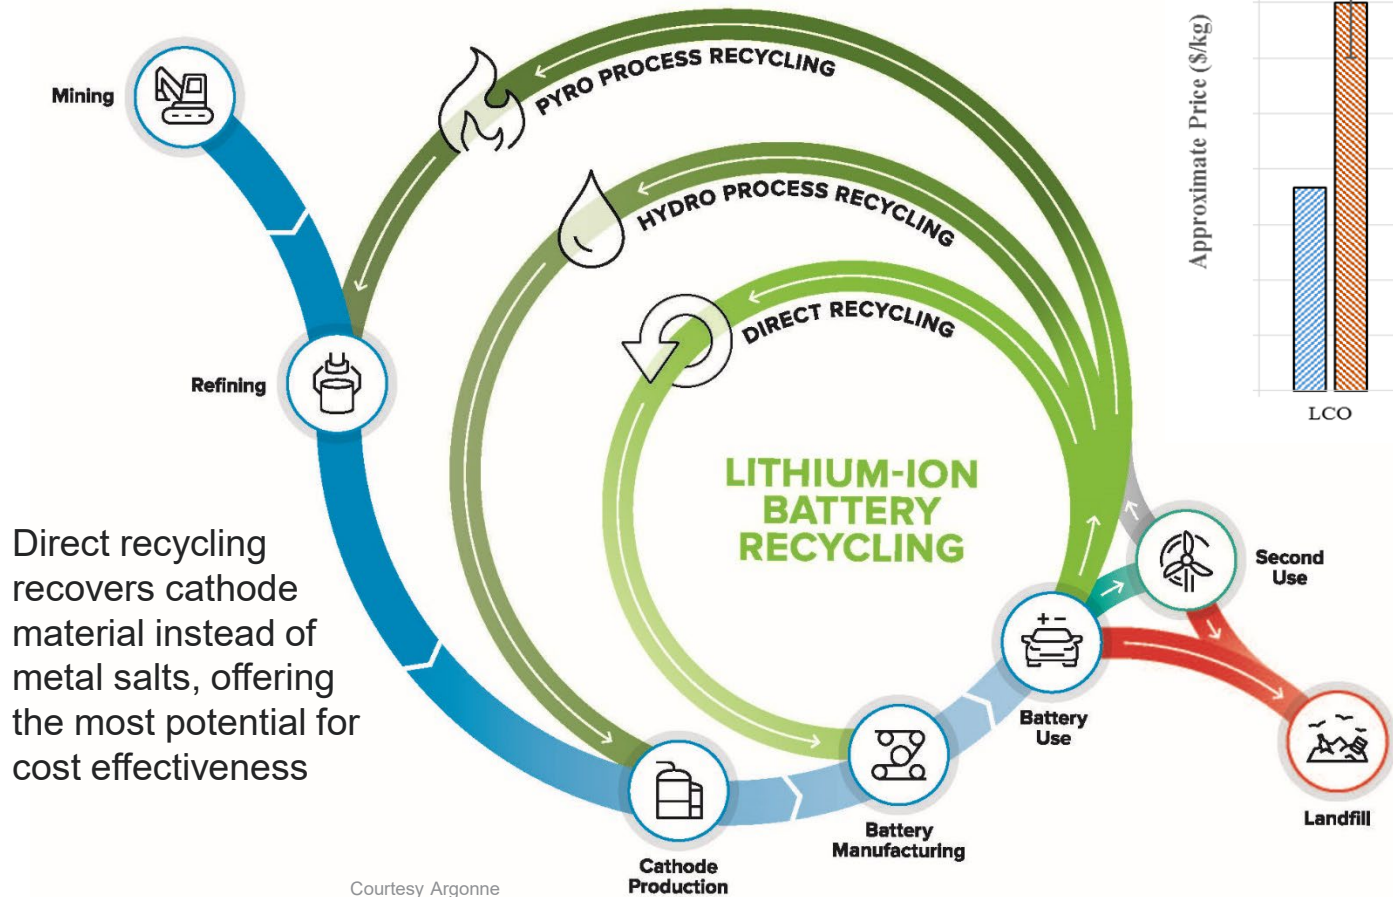 Mining
PYRO PROCESS RECYCLING
HYDRO PROCESS RECYCLING
DIRECT RECYCLING
Refining
LITHIUM-ION
BATTERY
RECYCLING
Direct recycling
recovers cathode
material instead of
metal salts, offering
the most potential for
cost effectiveness
Second
Use
+ -
Battery
Use
Landfill
Battery
Manufacturing
Cathode
Production
Courtesy Argonne
Approximate Price ($/kg)
LCO